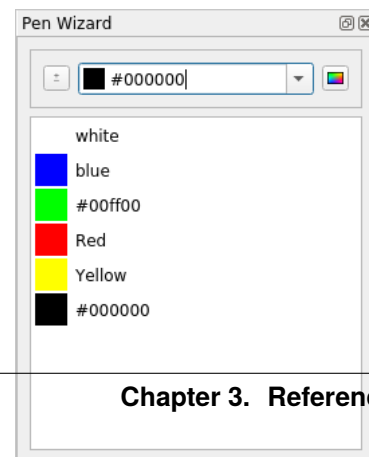 Pen Wizard
#000000
white
blue
#00ff00
Red
Yellow
#000000
Chapter 3. Referen